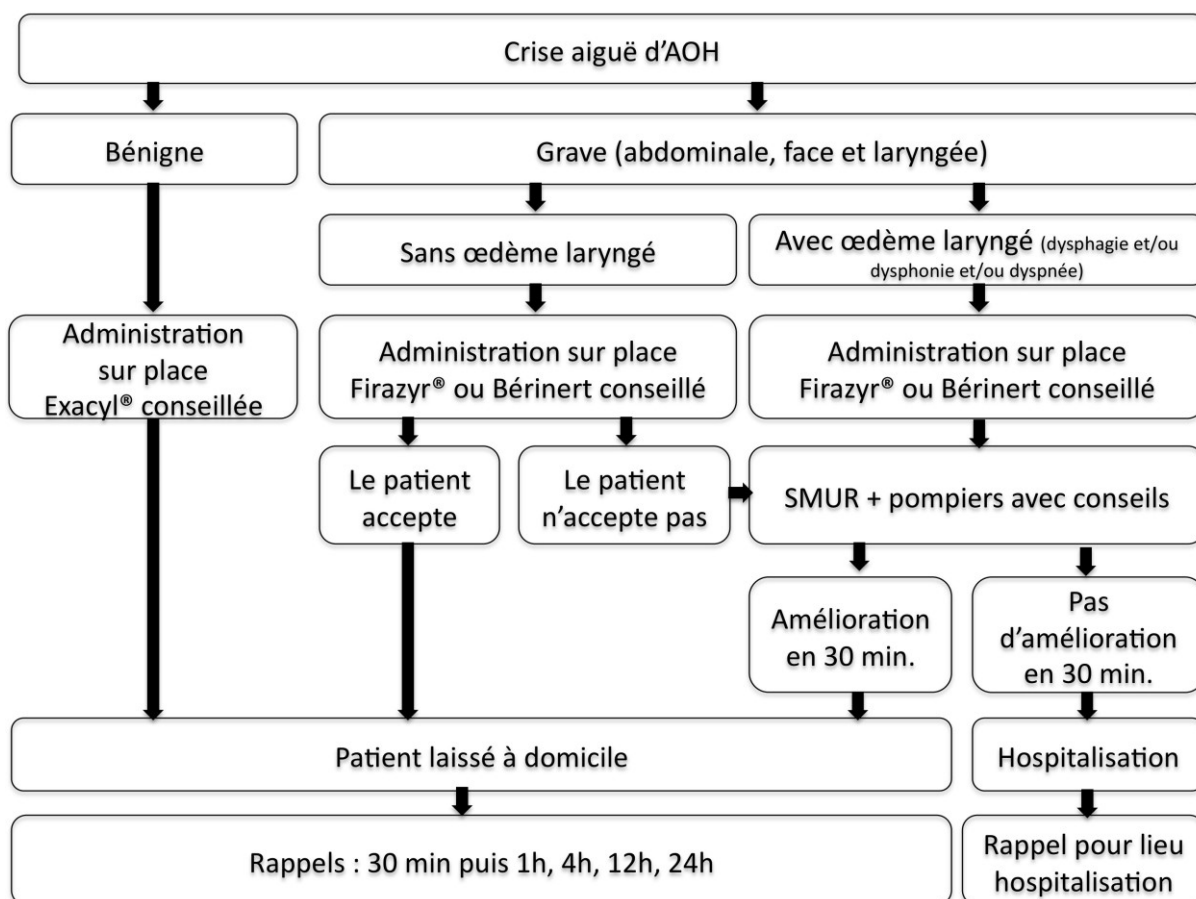 Crise aiguë d'AOH
Bénigne
Grave (abdominale, face et laryngée)
Sans œdème laryngé
Avec œdème laryngé (dysphagie et/ou
dysphonie et/ou dyspnée)
Administration
sur place
Exacyl® conseillée
Administration sur place
Firazyr® ou Bérinert conseillé
Administration sur place
Firazyr® ou Bérinert conseillé
Le patient
accepte
Le patient
n'accepte pas
SMUR + pompiers avec conseils
Amélioration
en 30 min.
Pas
d'amélioration
en 30 min.
Patient laissé à domicile
Hospitalisation
Rappels : 30 min puis 1h, 4h, 12h, 24h
Rappel pour lieu
hospitalisation